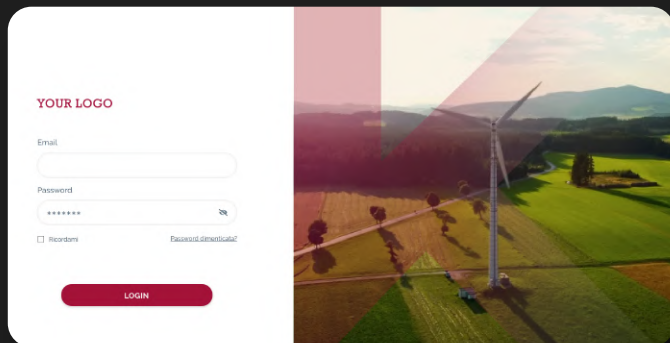 YOUR LOGO
Email
Password
*******
Ricordami
Password dimenticata?
LOGIN